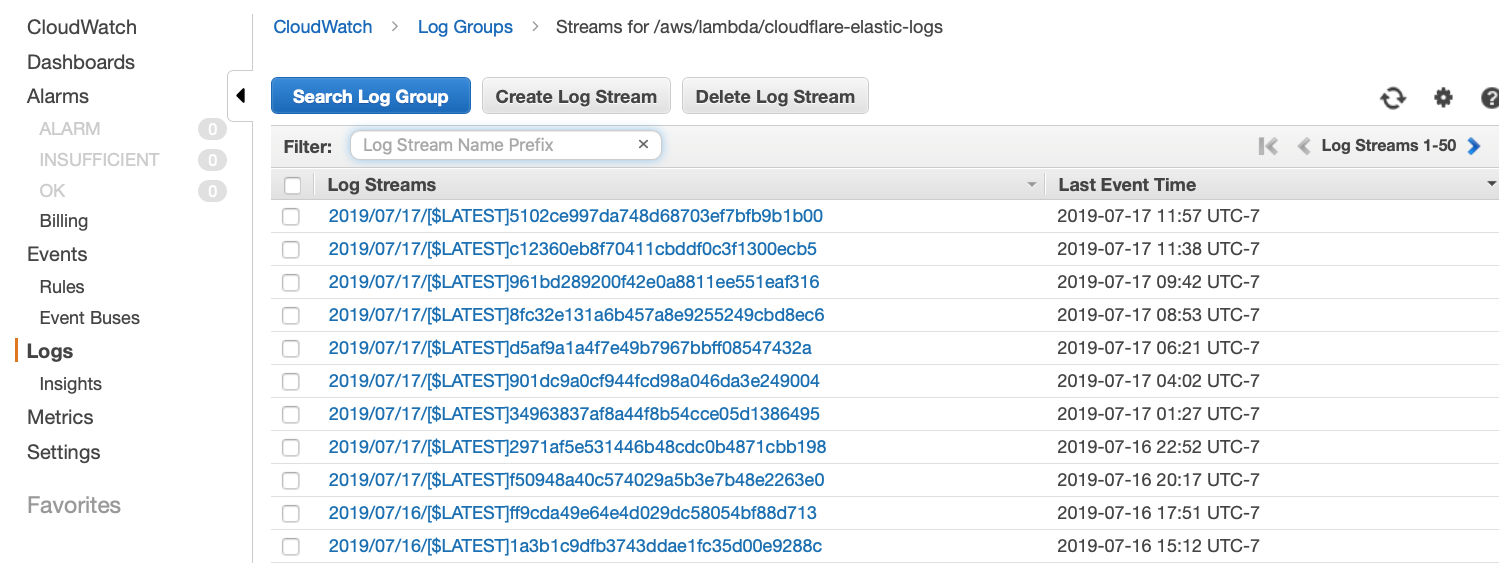 CloudWatch
Dashboards
Alarms
ALARM 0
INSUFFICIENT 0
OK 0
Billing
Events
Rules
Event Buses
Logs
Insights
Metrics
Settings
Favorites
CloudWatch > Log Groups > Streams for /aws/lambda/cloudflare-elastic-logs
Search Log Group Create Log Stream Delete Log Stream
Filter: Log Stream Name Prefix × Log Streams 1-50
Log Streams Last Event Time
2019/07/17/[$LATEST]5102ce997da748d68703ef7bfb9b1b00 2019-07-17 11:57 UTC-7
2019/07/17/[$LATEST]c12360eb8f70411cbddf0c3f1300ecb5 2019-07-17 11:38 UTC-7
2019/07/17/[$LATEST]961bd289200f42e0a8811ee551eaf316 2019-07-17 09:42 UTC-7
2019/07/17/[$LATEST]8fc32e131a6b457a8e9255249cbd8ec6 2019-07-17 08:53 UTC-7
2019/07/17/[$LATEST]d5af9a1a4f7e49b7967bbff08547432a 2019-07-17 06:21 UTC-7
2019/07/17/[$LATEST]901dc9a0cf944fcd98a046da3e249004 2019-07-17 04:02 UTC-7
2019/07/17/[$LATEST]34963837af8a44f8b54cce05d1386495 2019-07-17 01:27 UTC-7
2019/07/17/[$LATEST]2971af5e531446b48cdc0b4871cbb198 2019-07-16 22:52 UTC-7
2019/07/17/[$LATEST]f50948a40c574029a5b3e7b48e2263e0 2019-07-16 20:17 UTC-7
2019/07/16/[$LATEST]ff9cda49e64e4d029dc58054bf88d713 2019-07-16 17:51 UTC-7
2019/07/16/[$LATEST]1a3b1c9dfb3743ddae1fc35d00e9288c 2019-07-16 15:12 UTC-7